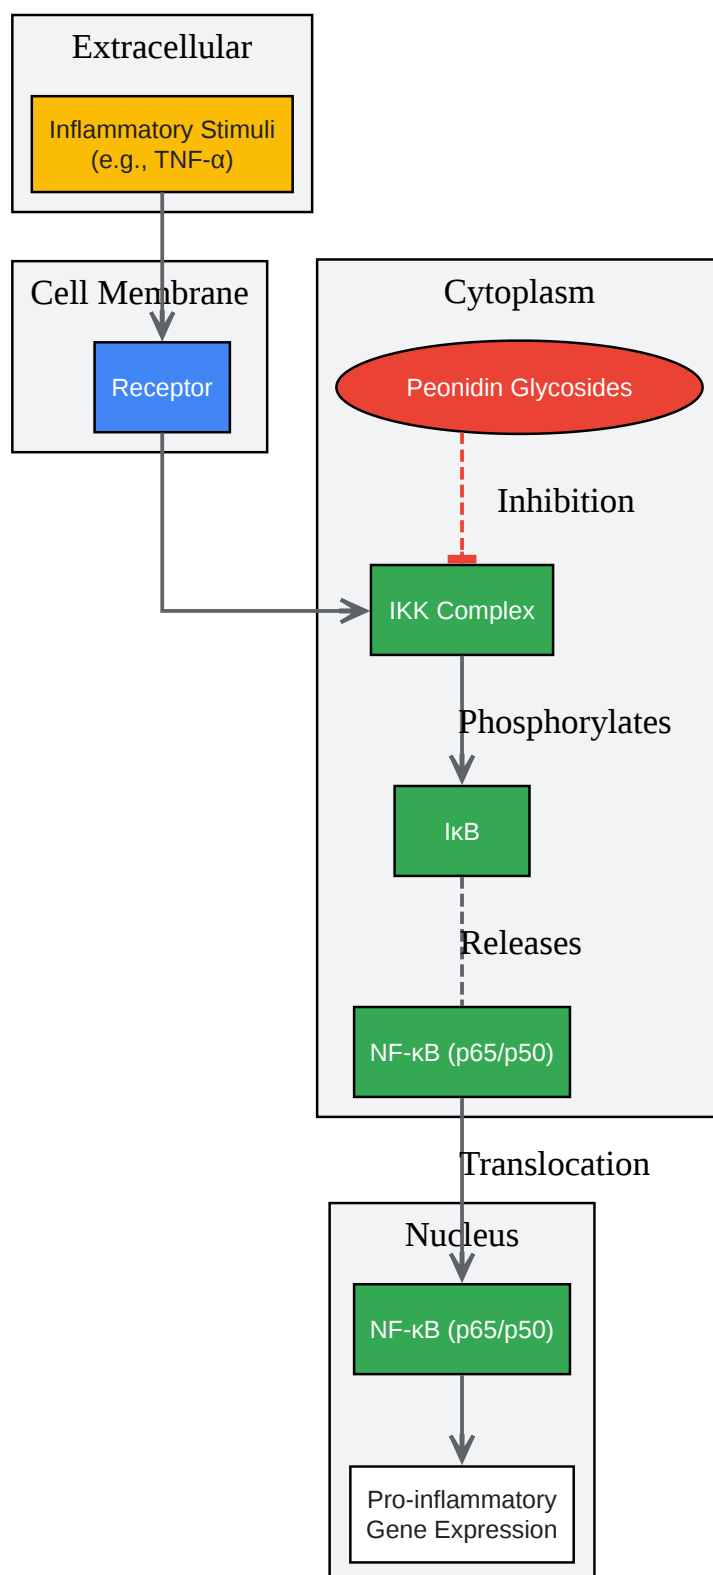 Extracellular
Inflammatory Stimuli
(e.g., TNF-α)
Cell Membrane
Receptor
Cytoplasm
Peonidin Glycosides
Inhibition
IKK Complex
Phosphorylates
IκB
Releases
NF-κB (p65/p50)
Translocation
Nucleus
NF-κB (p65/p50)
Pro-inflammatory
Gene Expression